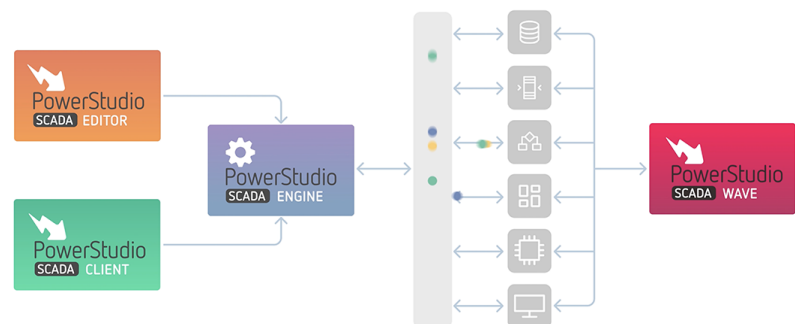 PowerStudio
SCADA EDITOR
PowerStudio
SCADA ENGINE
PowerStudio
SCADA CLIENT
PowerStudio
SCADA WAVE